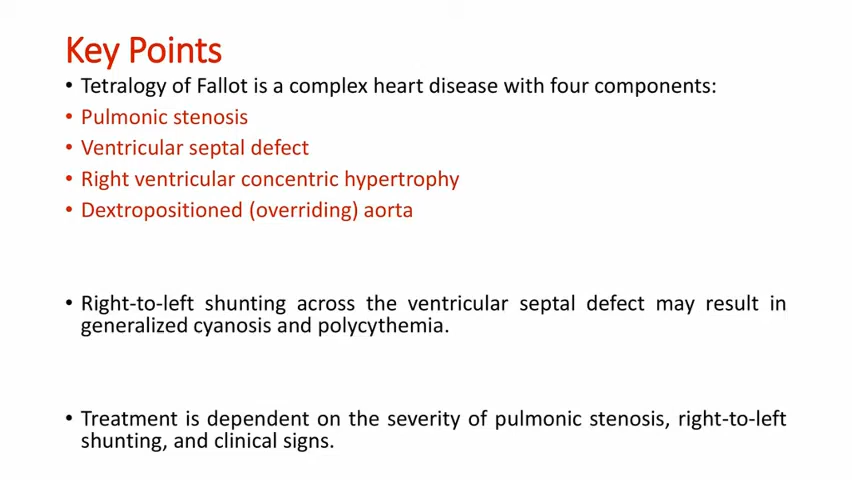 Key Points
• Tetralogy of Fallot is a complex heart disease with four components:
• Pulmonic stenosis
• Ventricular septal defect
• Right ventricular concentric hypertrophy
• Dextropositioned (overriding) aorta
• Right-to-left shunting across the ventricular septal defect may result in
generalized cyanosis and polycythemia.
• Treatment is dependent on the severity of pulmonic stenosis, right-to-left
shunting, and clinical signs.